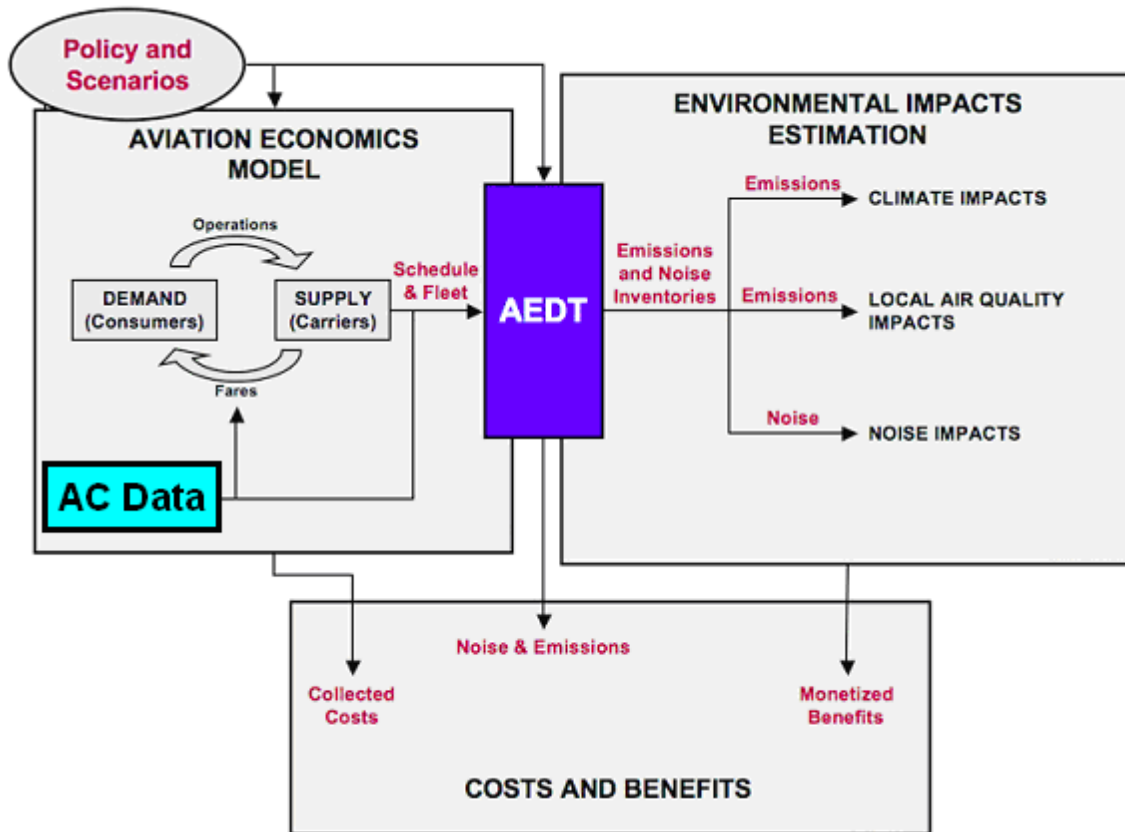 Policy and
Scenarios
AVIATION ECONOMICS
MODEL
Operations
DEMAND
(Consumers)
SUPPLY
(Carriers)
Fares
Schedule
& Fleet
AC Data
AEDT
ENVIRONMENTAL IMPACTS
ESTIMATION
Emissions
and Noise
Inventories
Emissions
CLIMATE IMPACTS
Emissions
LOCAL AIR QUALITY
IMPACTS
Noise
NOISE IMPACTS
Noise & Emissions
Collected
Costs
Monetized
Benefits
COSTS AND BENEFITS